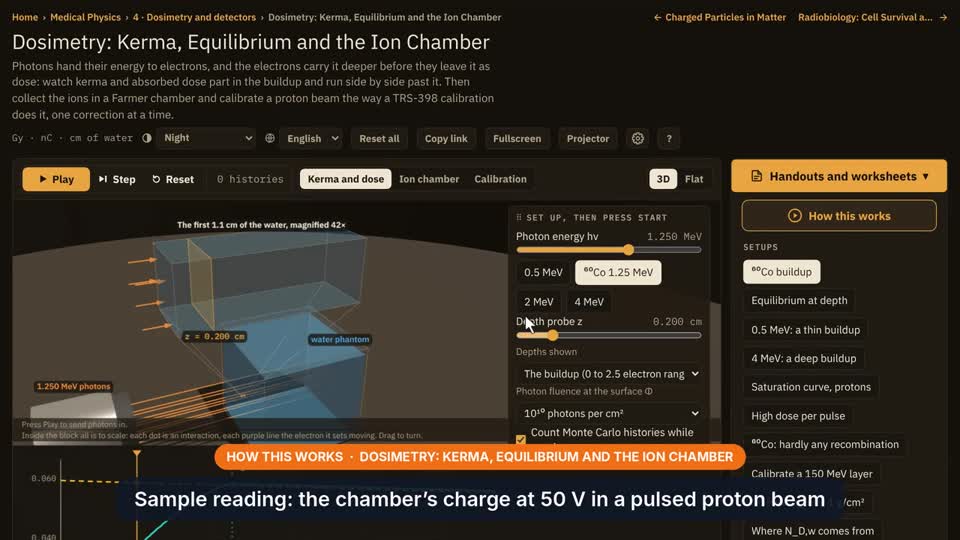 Home › Medical Physics › 4 · Dosimetry and detectors › Dosimetry: Kerma, Equilibrium and the Ion Chamber
← Charged Particles in Matter Radiobiology: Cell Survival a... →
Dosimetry: Kerma, Equilibrium and the Ion Chamber
Photons hand their energy to electrons, and the electrons carry it deeper before they leave it as
dose: watch kerma and absorbed dose part in the buildup and run side by side past it. Then
collect the ions in a Farmer chamber and calibrate a proton beam the way a TRS-398 calibration
does it, one correction at a time.
Gy · nC · cm of water Night English Reset all Copy link Fullscreen Projector ?
Play Step Reset 0 histories Kerma and dose Ion chamber Calibration 3D Flat
Handouts and worksheets ▾
The first 1.1 cm of the water, magnified 42×
z = 0.200 cm
water phantom
1.250 MeV photons
Press Play to send photons in.
Inside the block all is to scale: each dot is an interaction, each purple line the electron it sets moving. Drag to turn.
SET UP, THEN PRESS START
Photon energy hν 1.250 MeV
0.5 MeV ⁶⁰Co 1.25 MeV
2 MeV 4 MeV
Depth probe z 0.200 cm
Depths shown
The buildup (0 to 2.5 electron rang
Photon fluence at the surface Φ
10¹⁰ photons per cm²
Count Monte Carlo histories while
How this works
SETUPS
⁶⁰Co buildup
Equilibrium at depth
0.5 MeV: a thin buildup
4 MeV: a deep buildup
Saturation curve, protons
High dose per pulse
⁶⁰Co: hardly any recombination
Calibrate a 150 MeV layer
g/cm²
Where N_D,w comes from
0.060
0.040
HOW THIS WORKS · DOSIMETRY: KERMA, EQUILIBRIUM AND THE ION CHAMBER
Sample reading: the chamber's charge at 50 V in a pulsed proton beam